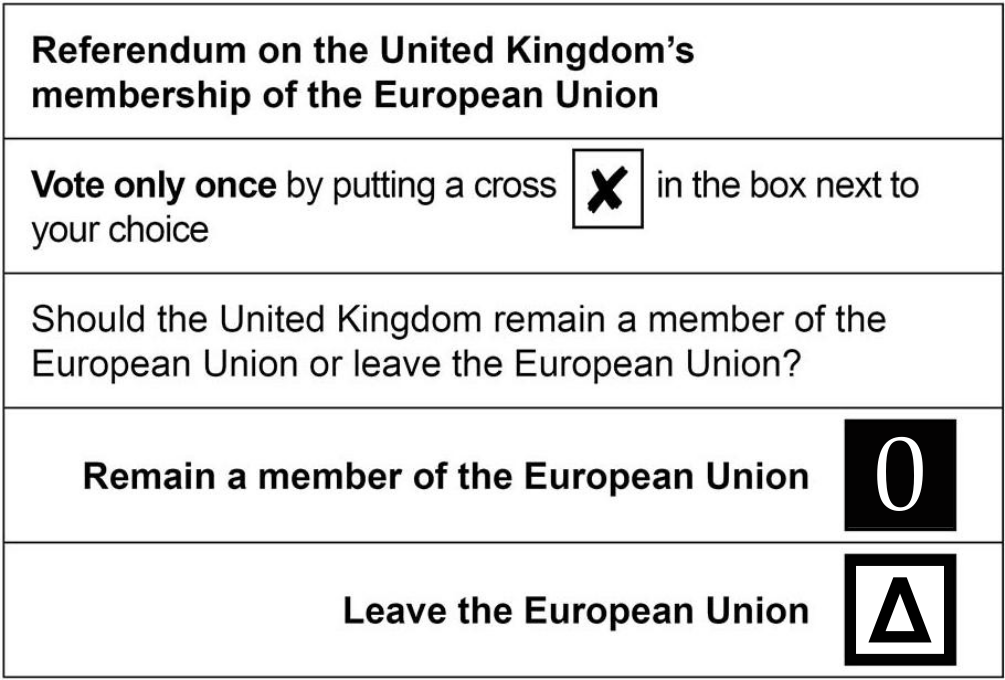 Referendum on the United Kingdom’s
membership of the European Union
Vote only once by putting a cross X in the box next to
your choice
Should the United Kingdom remain a member of the
European Union or leave the European Union?
Remain a member of the European Union 0
Leave the European Union Δ